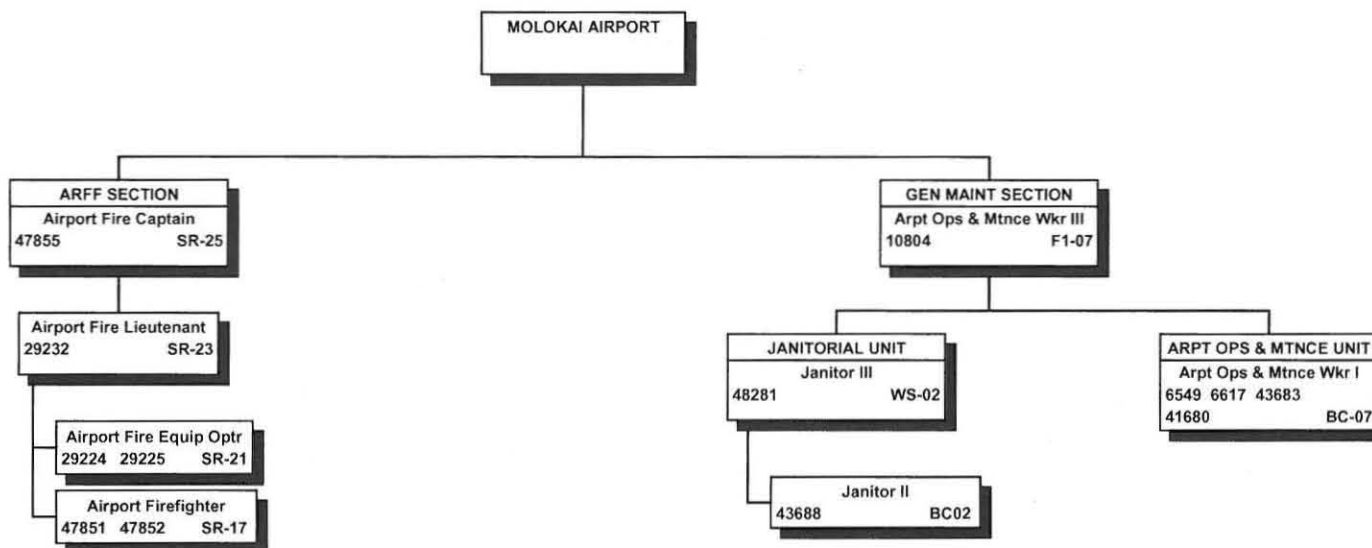 MOLOKAI AIRPORT
ARFF SECTION
Airport Fire Captain
47855 SR-25
Airport Fire Lieutenant
29232 SR-23
Airport Fire Equip Optr
29224 29225 SR-21
Airport Firefighter
47851 47852 SR-17
GEN MAINT SECTION
Arpt Ops & Mtnce Wkr III
10804 F1-07
JANITORIAL UNIT
Janitor III
48281 WS-02
Janitor II
43688 BC02
ARPT OPS & MTNCE UNIT
Arpt Ops & Mtnce Wkr I
6549 6617 43683
41680 BC-07